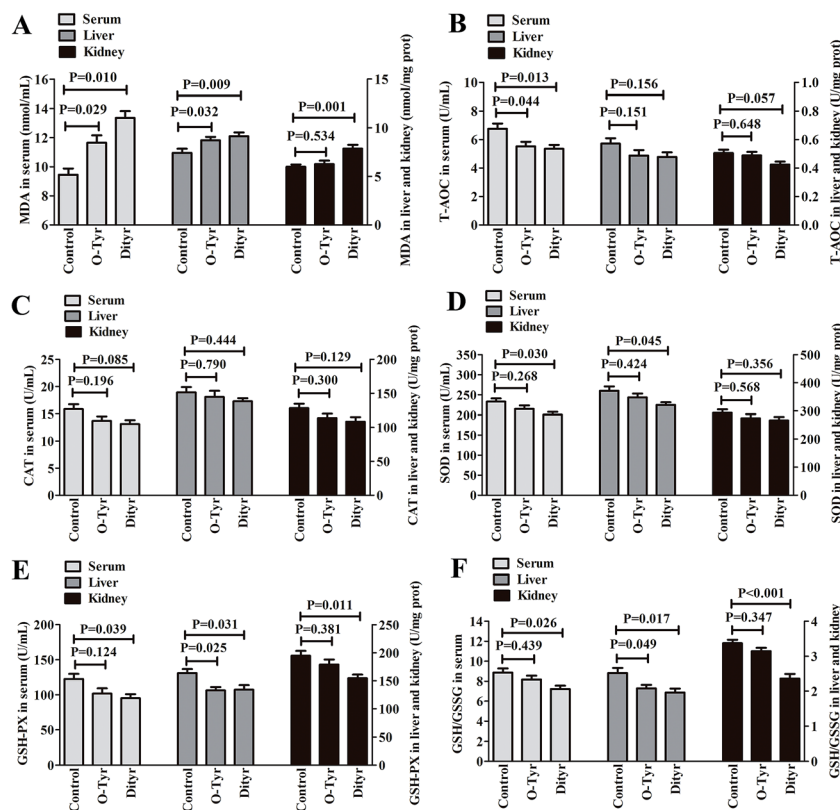 A
Serum
Liver
Kidney
P=0.010
P=0.029
P=0.009
P=0.032
P=0.001
P=0.534
MDA in serum (nmol/mL)
16
14
12
10
8
6
MDA in liver and kidney (nmol/mg prot)
15
10
5
0
Control
O-Tyr
Dityr
Control
O-Tyr
Dityr
Control
O-Tyr
Dityr
B
Serum
Liver
Kidney
P=0.013
P=0.044
P=0.156
P=0.151
P=0.057
P=0.648
T-AOC in serum (U/mL)
8
6
4
2
0
T-AOC in liver and kidney (U/mg prot)
1.0
0.8
0.6
0.4
0.2
0.0
Control
O-Tyr
Dityr
Control
O-Tyr
Dityr
Control
O-Tyr
Dityr
C
Serum
Liver
Kidney
P=0.085
P=0.196
P=0.444
P=0.790
P=0.129
P=0.300
CAT in serum (U/mL)
25
20
15
10
5
0
CAT in liver and kidney (U/mg prot)
200
150
100
50
0
Control
O-Tyr
Dityr
Control
O-Tyr
Dityr
Control
O-Tyr
Dityr
D
Serum
Liver
Kidney
P=0.030
P=0.268
P=0.045
P=0.424
P=0.356
P=0.568
SOD in serum (U/mL)
350
300
250
200
150
100
50
0
SOD in liver and kidney (U/mg prot)
500
400
300
200
100
0
Control
O-Tyr
Dityr
Control
O-Tyr
Dityr
Control
O-Tyr
Dityr
E
Serum
Liver
Kidney
P=0.039
P=0.124
P=0.031
P=0.025
P=0.011
P=0.381
GSH-PX in serum (U/mL)
200
150
100
50
0
GSH-PX in liver and kidney (U/mg prot)
250
200
150
100
50
0
Control
O-Tyr
Dityr
Control
O-Tyr
Dityr
Control
O-Tyr
Dityr
F
Serum
Liver
Kidney
P=0.026
P=0.439
P=0.017
P=0.049
P<0.001
P=0.347
GSH/GSSG in serum
14
12
10
8
6
4
2
0
GSH/GSSG in liver and kidney
4
3
2
1
0
Control
O-Tyr
Dityr
Control
O-Tyr
Dityr
Control
O-Tyr
Dityr